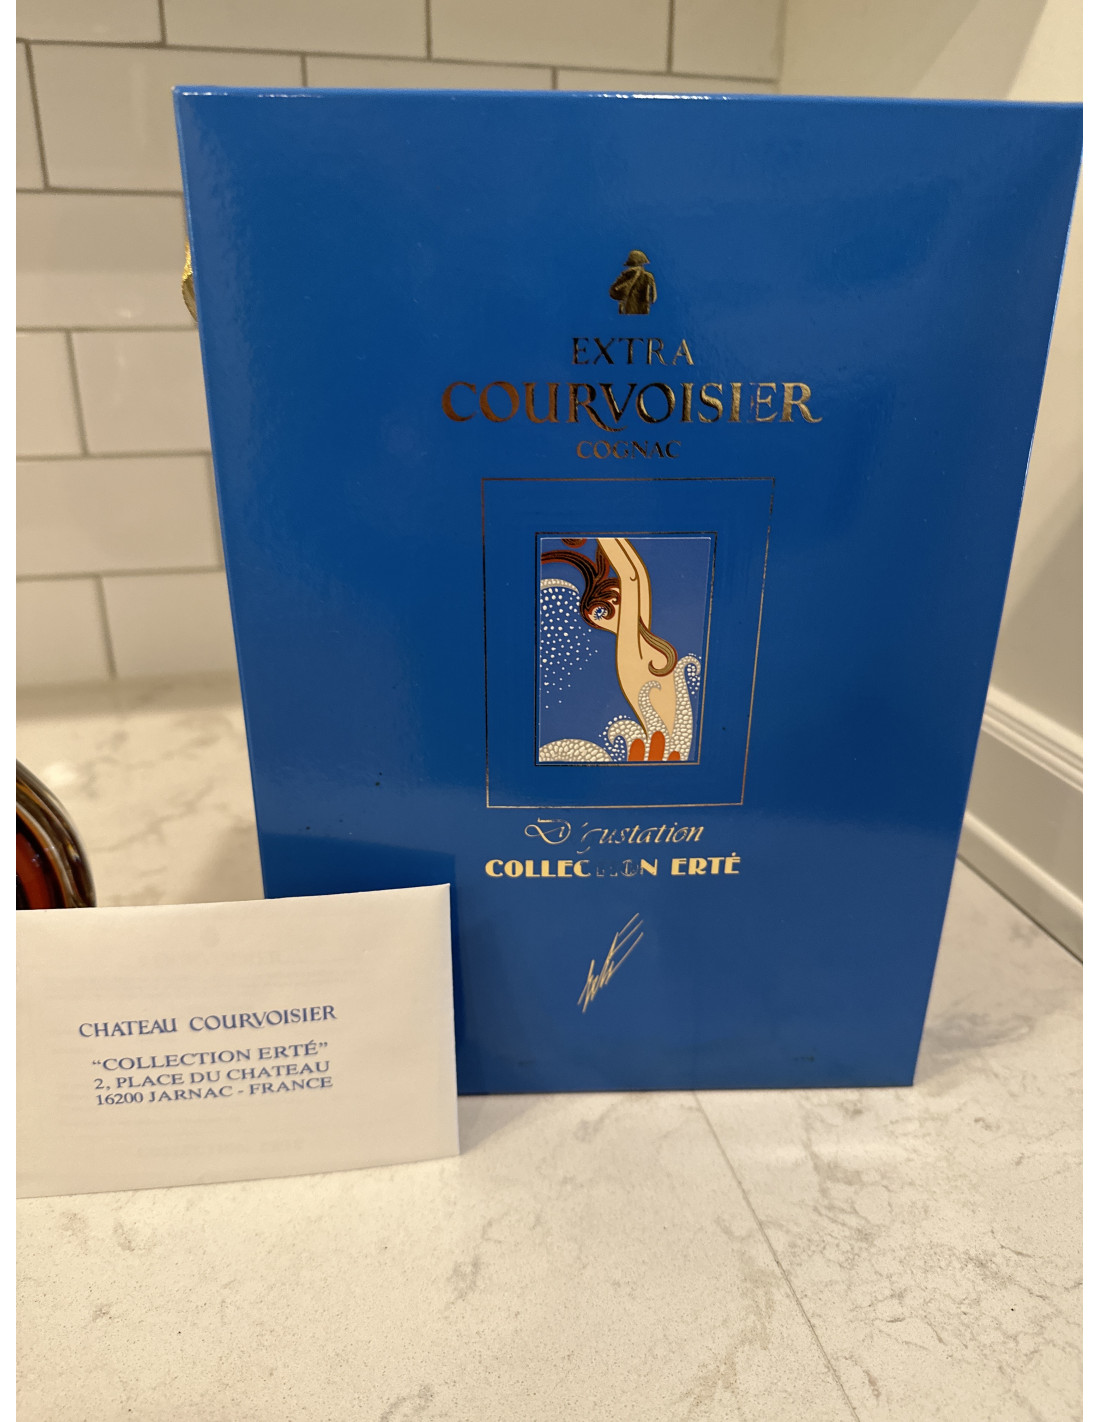 EXTRA
COURVOISIER
COGNAC
Dégustation
COLLECTION ERTÉ
CHATEAU COURVOISIER
“COLLECTION ERTÉ”
2, PLACE DU CHATEAU
16200 JARNAC - FRANCE